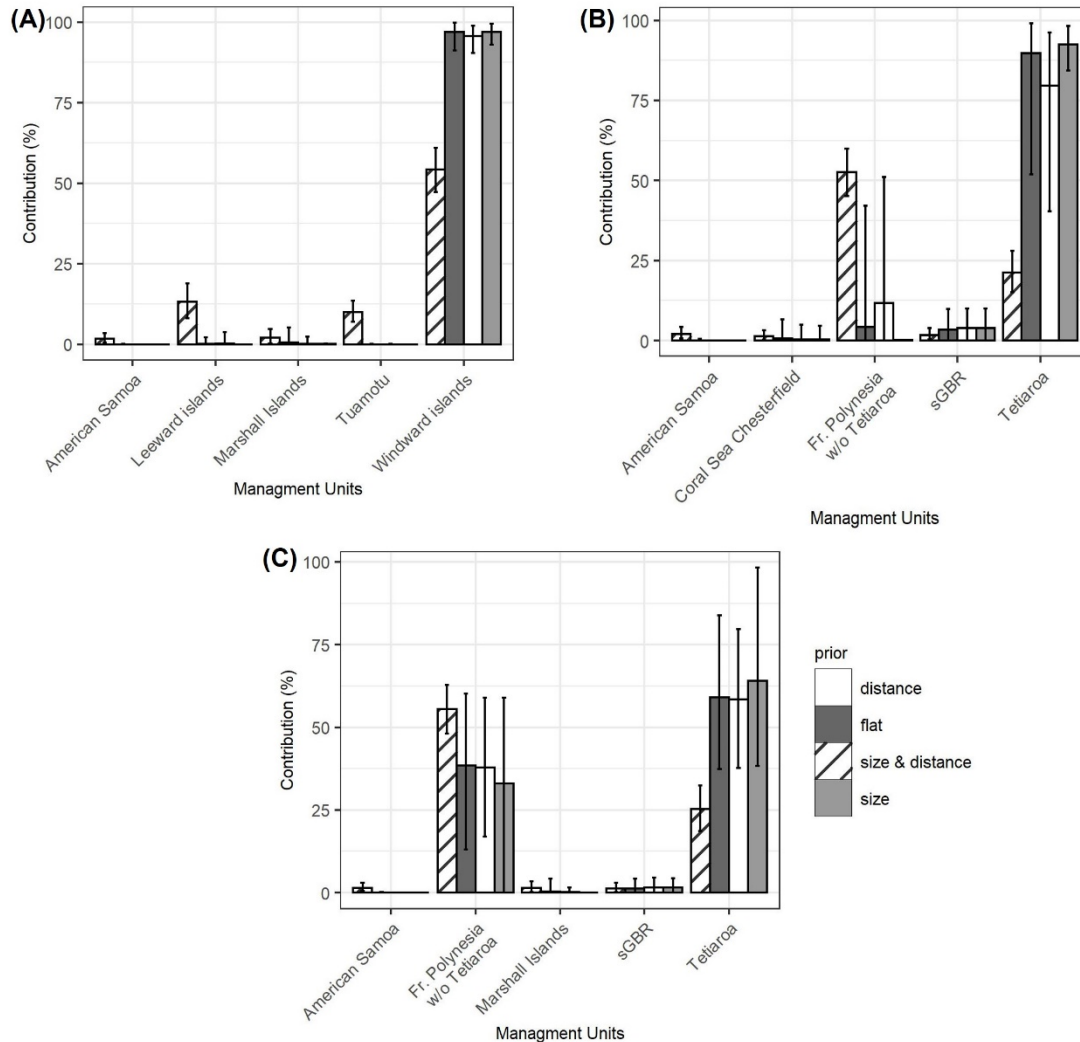 (A)
100
75
50
25
0
Contribution (%)
American Samoa
Leeward islands
Marshall Islands
Tuamotu
Windward islands
Managment Units
(B)
100
75
50
25
0
Contribution (%)
American Samoa
Coral Sea Chesterfield
Fr. Polynesia
w/o Tetiaroa
sGBR
Tetiaroa
Managment Units
(C)
100
75
50
25
0
Contribution (%)
American Samoa
Fr. Polynesia
w/o Tetiaroa
Marshall Islands
sGBR
Tetiaroa
Managment Units
prior
distance
flat
size & distance
size